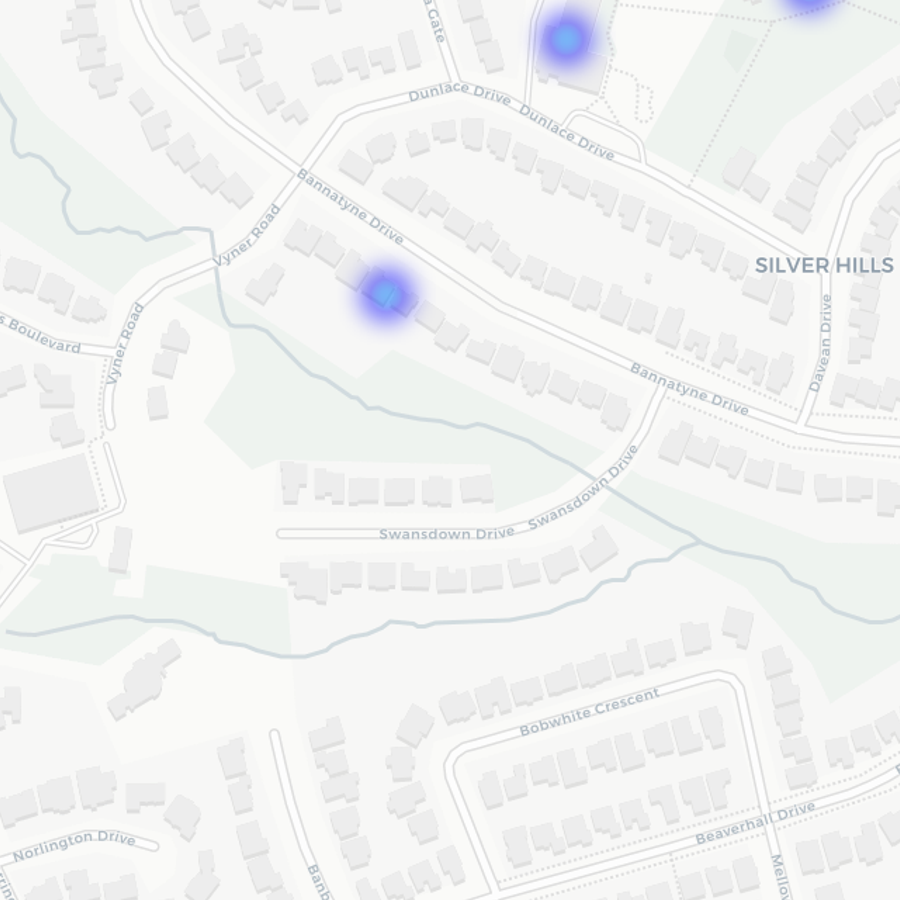 Gate
Dunlace Drive
Dunlace Drive
Bannatyne Drive
Vyner Road
SILVER HILLS
Boulevard
Vyner Road
Davean Drive
Bannatyne Drive
Swansdown Drive
Swansdown Drive
Bobwhite Crescent
Beaverhall Drive
Norlington Drive